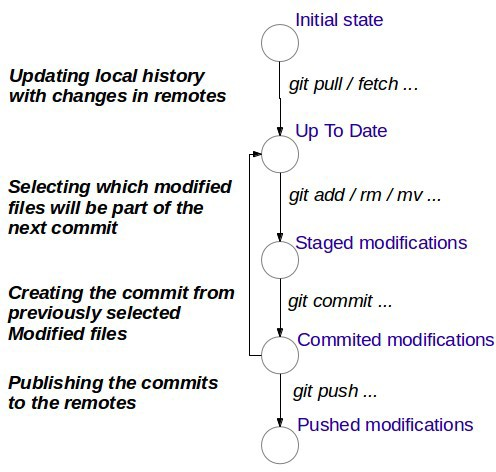 Initial state
Updating local history
with changes in remotes
git pull / fetch ...
Up To Date
Selecting which modified
files will be part of the
next commit
git add / rm / mv ...
Staged modifications
Creating the commit from
previously selected
Modified files
git commit ...
Commited modifications
Publishing the commits
to the remotes
git push ...
Pushed modifications